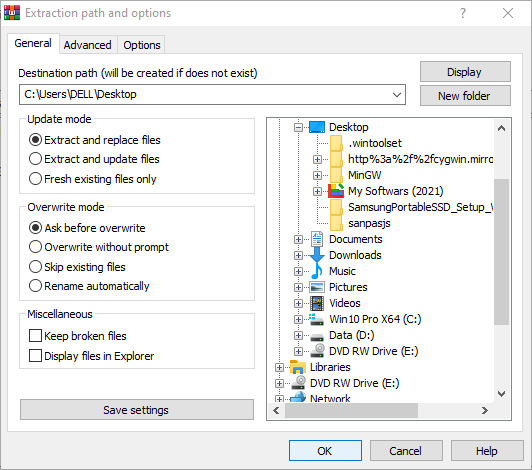 Extraction path and options
General
Advanced
Options
Destination path (will be created if does not exist)
C:\Users\DELL\Desktop
Display
New folder
Update mode
Extract and replace files
Extract and update files
Fresh existing files only
Overwrite mode
Ask before overwrite
Overwrite without prompt
Skip existing files
Rename automatically
Miscellaneous
Keep broken files
Display files in Explorer
Save settings
Desktop
.wintoolset
http%3a%2f%2fcygwin.mirro
MinGW
My Softwars (2021)
SamsungPortableSSD_Setup_W
sanpasjs
Documents
Downloads
Music
Pictures
Videos
Win10 Pro X64 (C:)
Data (D:)
DVD RW Drive (E:)
Libraries
DVD RW Drive (E:)
Network
OK
Cancel
Help